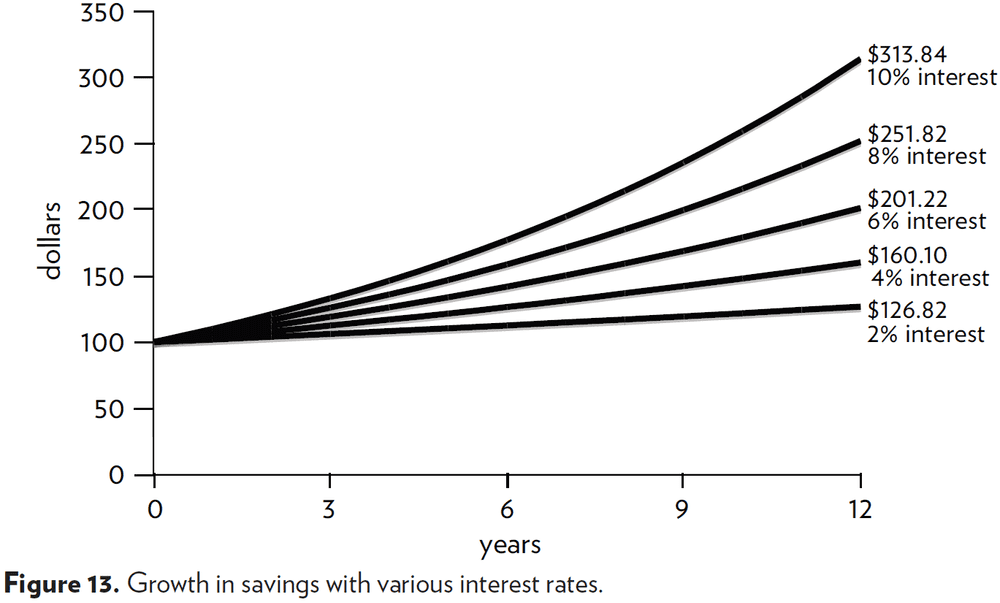 350
300
250
200
150
100
50
0
dollars
0 3 6 9 12
years
$313.84
10% interest
$251.82
8% interest
$201.22
6% interest
$160.10
4% interest
$126.82
2% interest
Figure 13. Growth in savings with various interest rates.